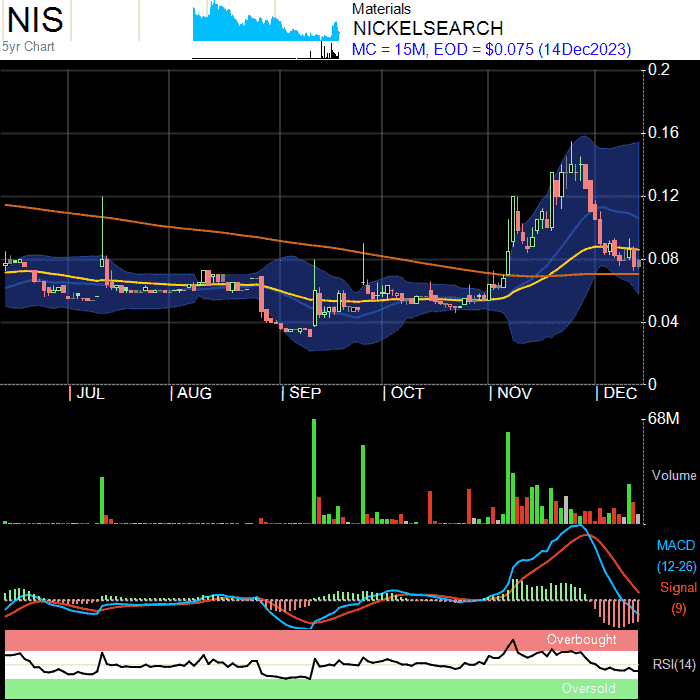 NIS
5yr Chart
Materials
NICKELSEARCH
MC = 15M, EOD = $0.075 (14Dec2023)
0.2
0.16
0.12
0.08
0.04
0
| JUL | AUG | SEP | OCT | NOV | DEC
68M
Volume
MACD
(12-26)
Signal
(9)
Overbought
RSI(14)
Oversold